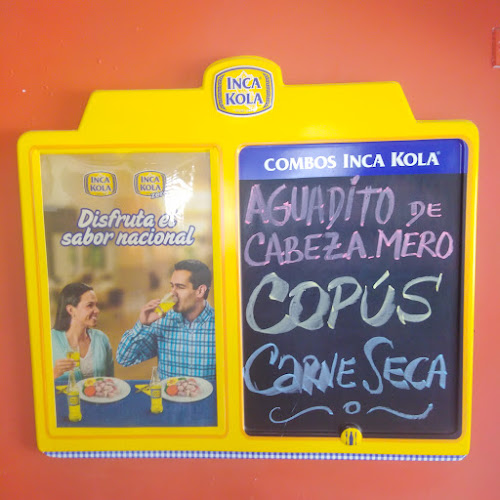 INCA
KOLA
INCA
KOLA
INCA
KOLA
Disfruta el
sabor nacional
COMBOS INCA KOLA®
AGUADITO DE
CABEZA MERO
COPÚS
CARNE SECA